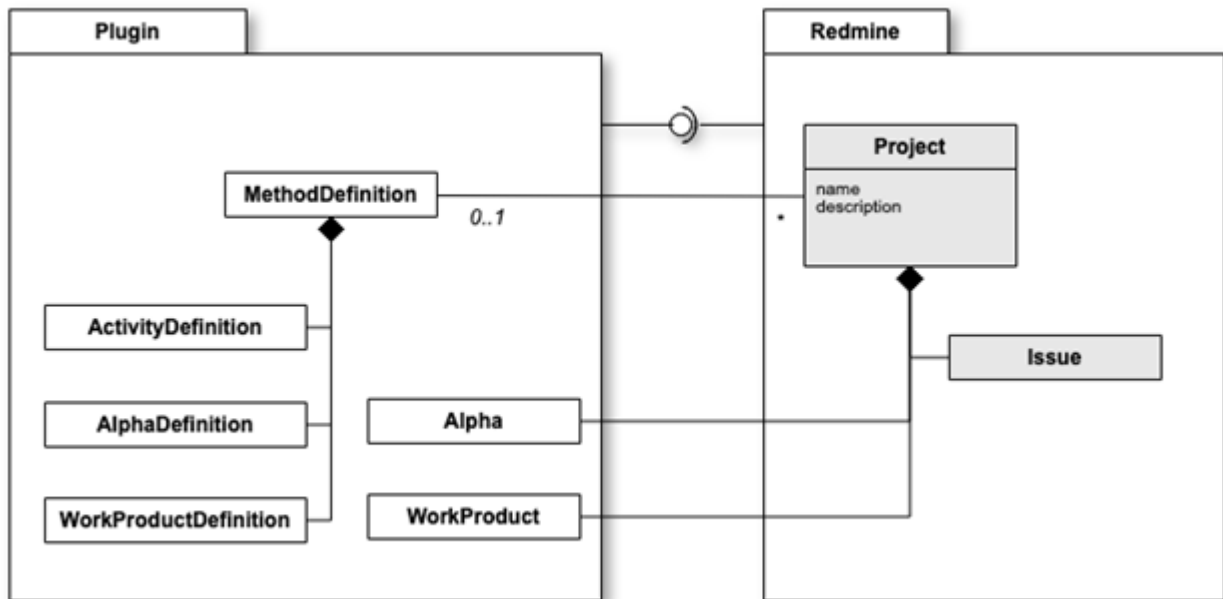 Plugin
Redmine
Project
name
description
MethodDefinition
0..1
*
ActivityDefinition
Issue
AlphaDefinition
Alpha
WorkProductDefinition
WorkProduct